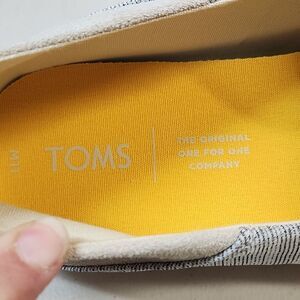 TOMS
THE ORIGINAL
ONE FOR ONE
COMPANY